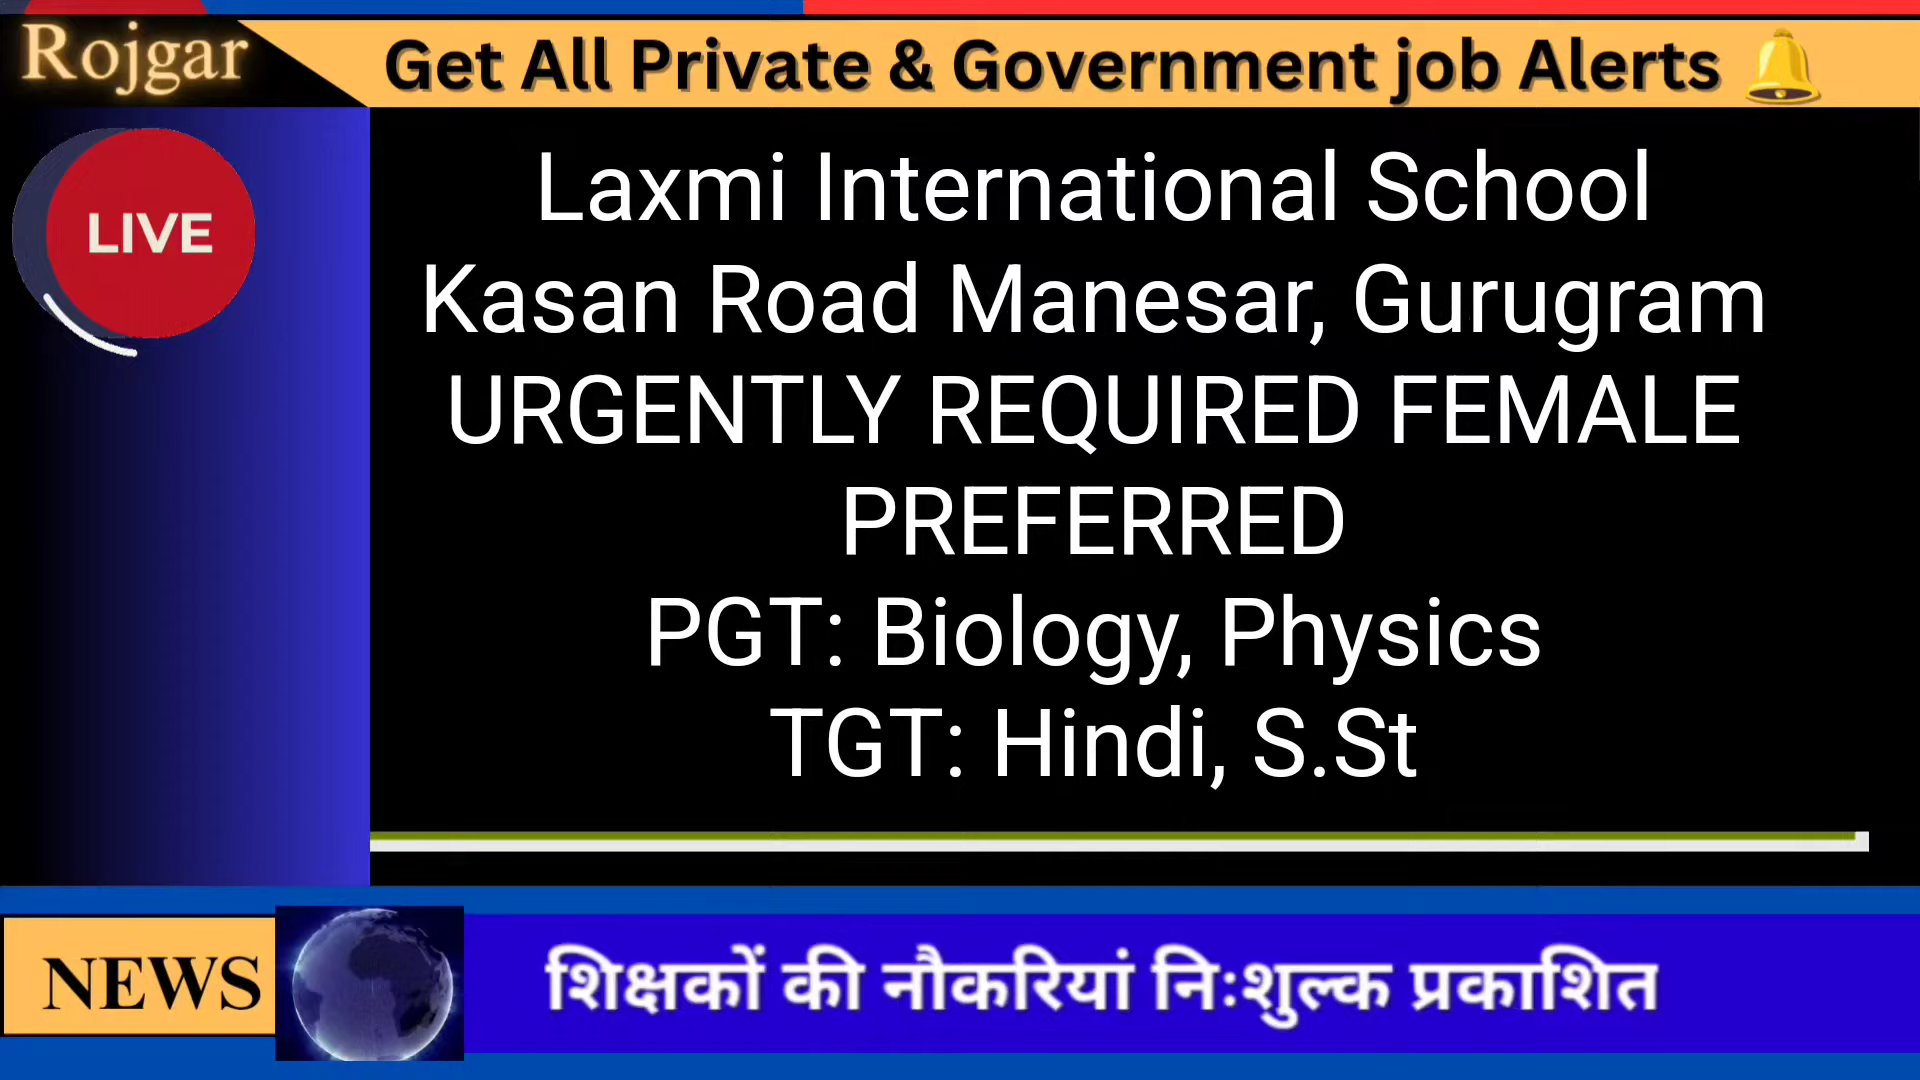 Rojgar
Get All Private & Government job Alerts
LIVE
Laxmi International School
Kasan Road Manesar, Gurugram
URGENTLY REQUIRED FEMALE
PREFERRED
PGT: Biology, Physics
TGT: Hindi, S.St
NEWS
शिक्षकों की नौकरियां निःशुल्क प्रकाशित